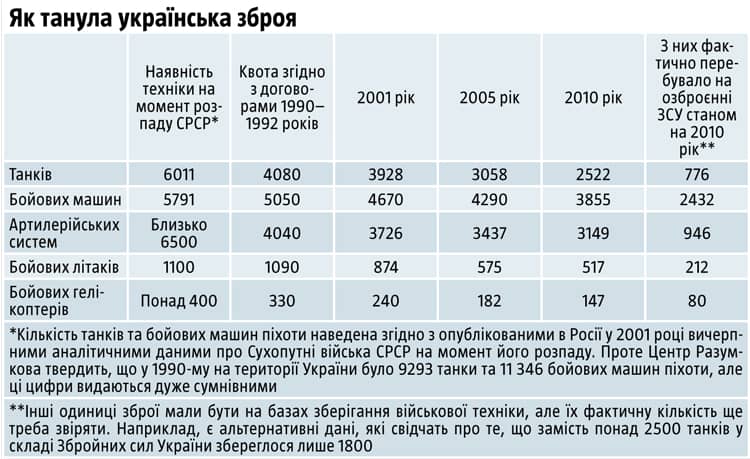 Як танула українська зброя
Наявність
техніки на
момент роз-
паду СРСР*
Квота згідно
з догово-
рами 1990–
1992 років
2001 рік
2005 рік
2010 рік
З них фак-
тично пере-
бувало на
озброєнні
ЗСУ станом
на 2010
рік**
Танків 6011 4080 3928 3058 2522 776
Бойових машин 5791 5050 4670 4290 3855 2432
Артилерійських
систем
Близько
6500
4040 3726 3437 3149 946
Бойових літаків 1100 1090 874 575 517 212
Бойових гелі-
коптерів
Понад 400 330 240 182 147 80
*Кількість танків та бойових машин піхоти наведена згідно з опублікованими в Росії у 2001 році вичерп-
ними аналітичними даними про Сухопутні війська СРСР на момент його розпаду. Проте Центр Разум-
кова твердить, що у 1990-му на території України було 9293 танки та 11 346 бойових машин піхоти, але
ці цифри видаються дуже сумнівними
**Інші одиниці зброї мали бути на базах зберігання військової техніки, але їх фактичну кількість ще
треба звіряти. Наприклад, є альтернативні дані, які свідчать про те, що замість понад 2500 танків у
складі Збройних сил України збереглося лише 1800